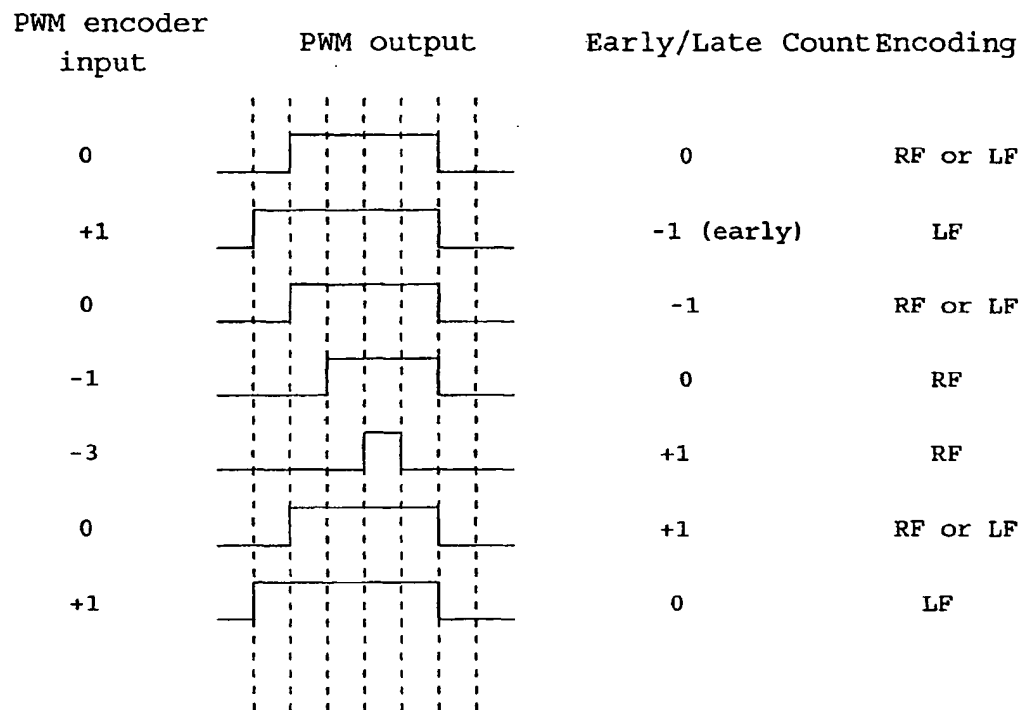 PWM encoder input PWM output Early/Late Count Encoding
0 0 RF or LF
+1 -1 (early) LF
0 -1 RF or LF
-1 0 RF
-3 +1 RF
0 +1 RF or LF
+1 0 LF